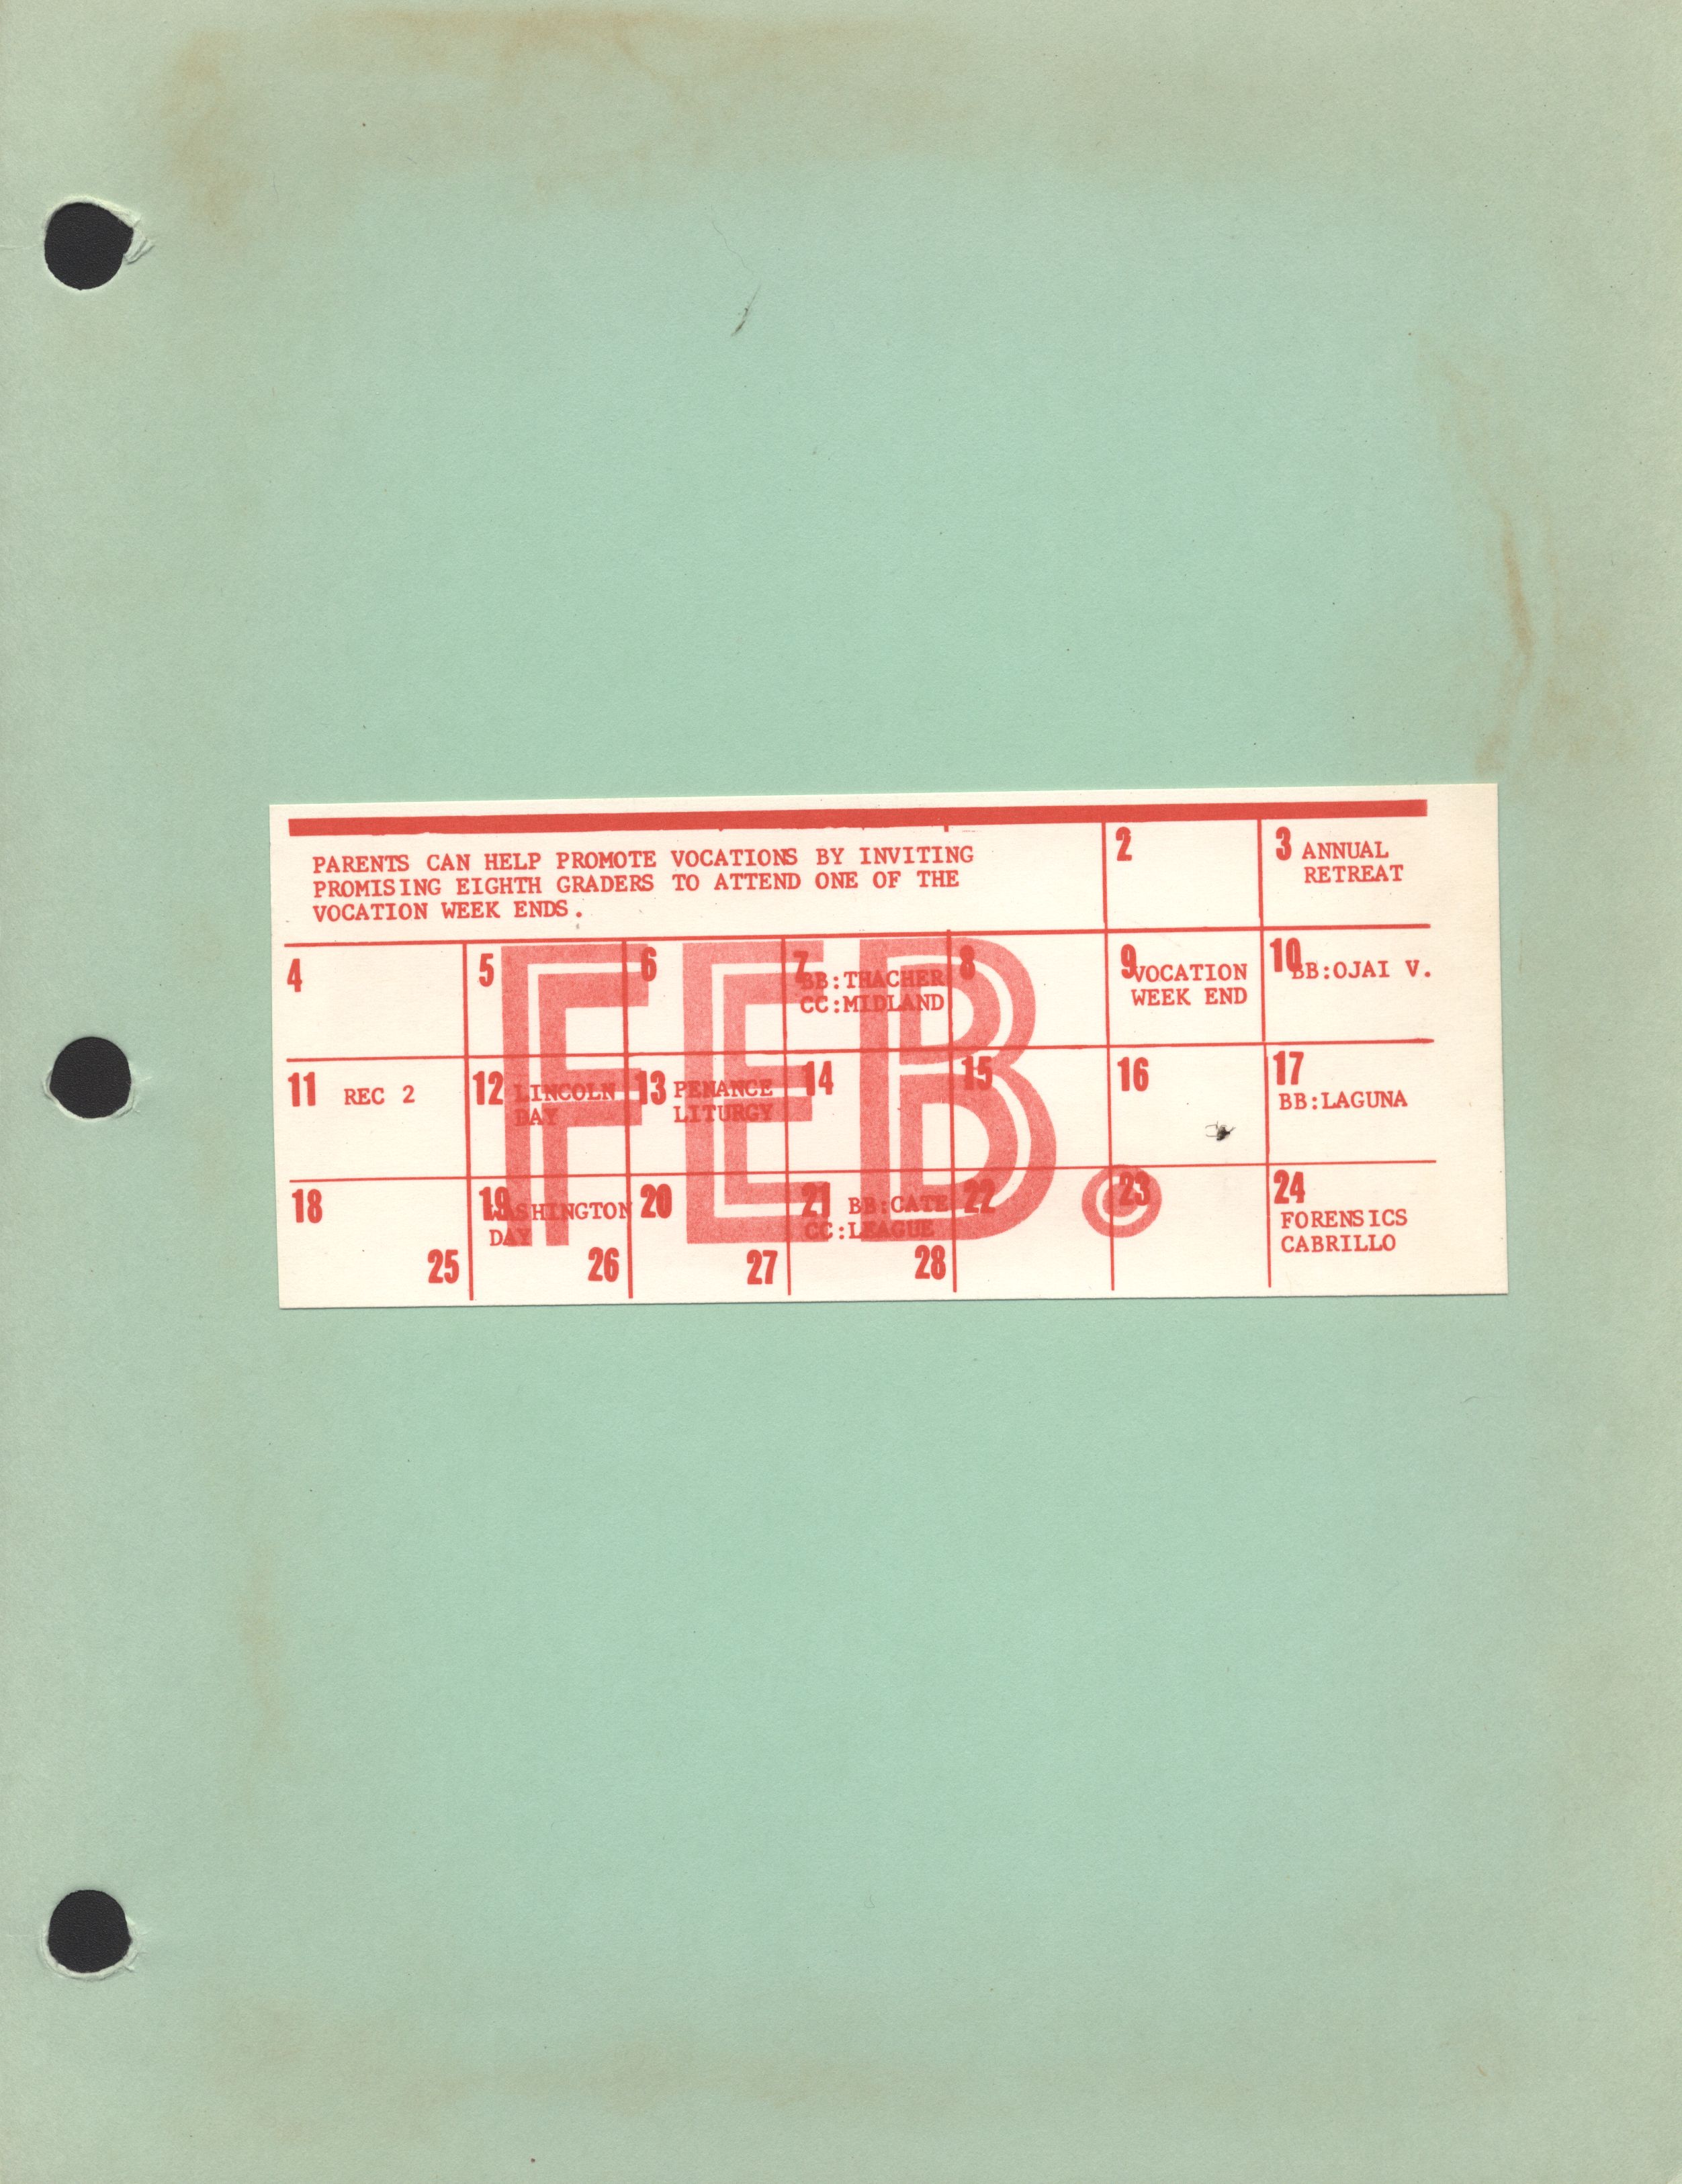 PARENTS CAN HELP PROMOTE VOCATIONS BY INVITING
PROMISING EIGHTH GRADERS TO ATTEND ONE OF THE
VOCATION WEEK ENDS.
2
3 ANNUAL
RETREAT
FEB.
4
5
6
7
BB:THACHER
CC:MIDLAND
8
9 VOCATION
WEEK END
10 BB:OJAI V.
11 REC 2
12 LINCOLN
DAY
13 PENANCE
LITURGY
14
15
16
17
BB:LAGUNA
18
19 WASHINGTON
DAY
20
21 BB:CATE
CC:LEAGUE
22
23
24
FORENSICS
CABRILLO
25
26
27
28